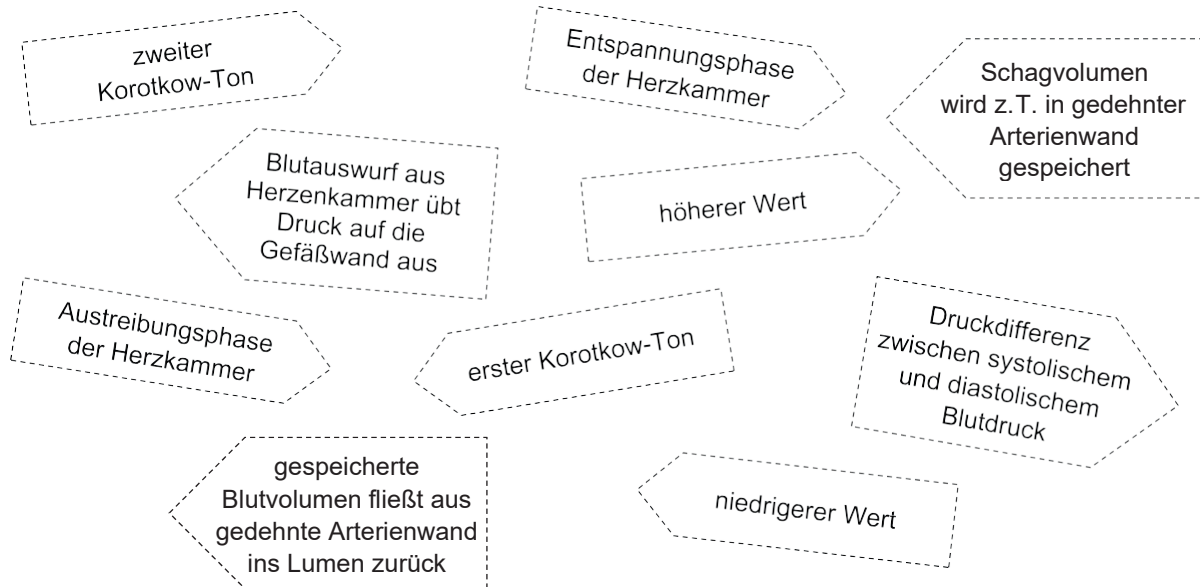 zweiter
Korotkow-Ton
Entspannungsphase
der Herzkammer
Schagvolumen
wird z.T. in gedehnter
Arterienwand
gespeichert
Blutauswurf aus
Herzenkammer übt
Druck auf die
Gefäßwand aus
höherer Wert
Austreibungsphase
der Herzkammer
erster Korotkow-Ton
Druckdifferenz
zwischen systolischem
und diastolischem
Blutdruck
gespeicherte
Blutvolumen fließt aus
gedehnte Arterienwand
ins Lumen zurück
niedrigerer Wert